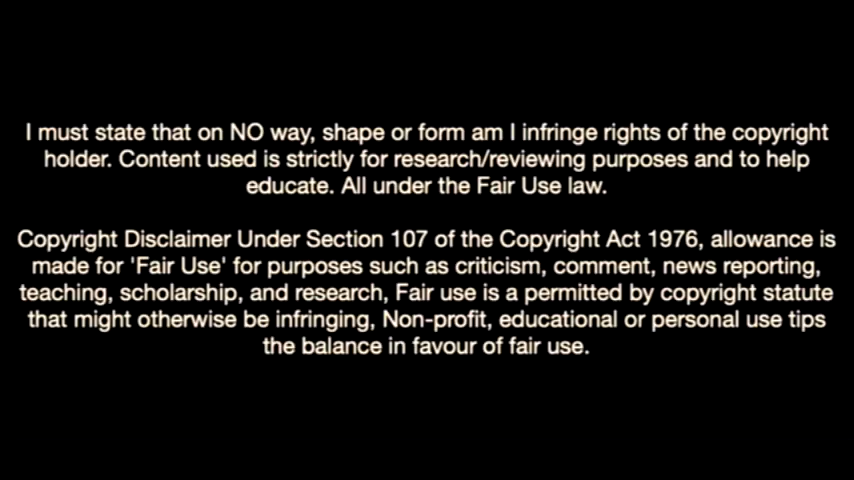 I must state that on NO way, shape or form am I infringe rights of the copyright
holder. Content used is strictly for research/reviewing purposes and to help
educate. All under the Fair Use law.
Copyright Disclaimer Under Section 107 of the Copyright Act 1976, allowance is
made for 'Fair Use' for purposes such as criticism, comment, news reporting,
teaching, scholarship, and research, Fair use is a permitted by copyright statute
that might otherwise be infringing, Non-profit, educational or personal use tips
the balance in favour of fair use.